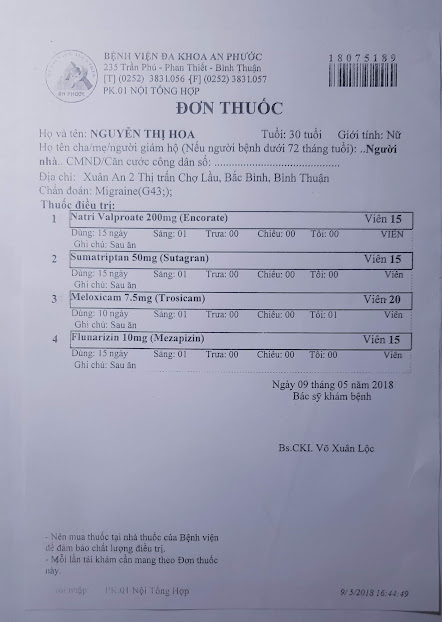 BỆNH VIỆN ĐA KHOA AN PHƯỚC
235 Trần Phú - Phan Thiết - Bình Thuận
[T] (0252) 3831.056 -[F] (0252) 3831.057
PK.01 NỘI TỔNG HỢP
AN PHƯỚC
18075189
ĐƠN THUỐC
Họ và tên: NGUYỄN THỊ HOA Tuổi: 30 tuổi Giới tính: Nữ
Họ tên cha/mẹ/người giám hộ (Nếu người bệnh dưới 72 tháng tuổi): ..Người
nhà.. CMND/Căn cước công dân số: ........................................
Địa chỉ: Xuân An 2 Thi trấn Chợ Lầu, Bắc Bình, Bình Thuận
Chẩn đoán: Migraine(G43;);
Thuốc điều trị:
1 Natri Valproate 200mg (Encorate) Viên 15
Dùng: 15 ngày Sáng: 01 Trưa: 00 Chiều: 00 Tối: 00 VIÊN
Ghi chú: Sau ăn
2 Sumatriptan 50mg (Sutagran) Viên 15
Dùng: 15 ngày Sáng: 01 Trưa: 00 Chiều: 00 Tối: 00 Viên
Ghi chú: Sau ăn
3 Meloxicam 7.5mg (Trosicam) Viên 20
Dùng: 10 ngày Sáng: 01 Trưa: 00 Chiều: 00 Tối: 01 Viên
Ghi chú: Sau ăn
4 Flunarizin 10mg (Mezapizin) Viên 15
Dùng: 15 ngày Sáng: 01 Trưa: 00 Chiều: 00 Tối: 00 Viên
Ghi chú: Sau ăn
Ngày 09 tháng 05 năm 2018
Bác sỹ khám bệnh
Bs.CKI. Võ Xuân Lộc
- Nên mua thuốc tại nhà thuốc của Bệnh viện
để đảm bảo chất lượng điều trị.
- Mỗi lần tái khám cần mang theo Đơn thuốc
này.
nhập PK.01 Nội Tổng Hợp 9/5/2018 16:44:49